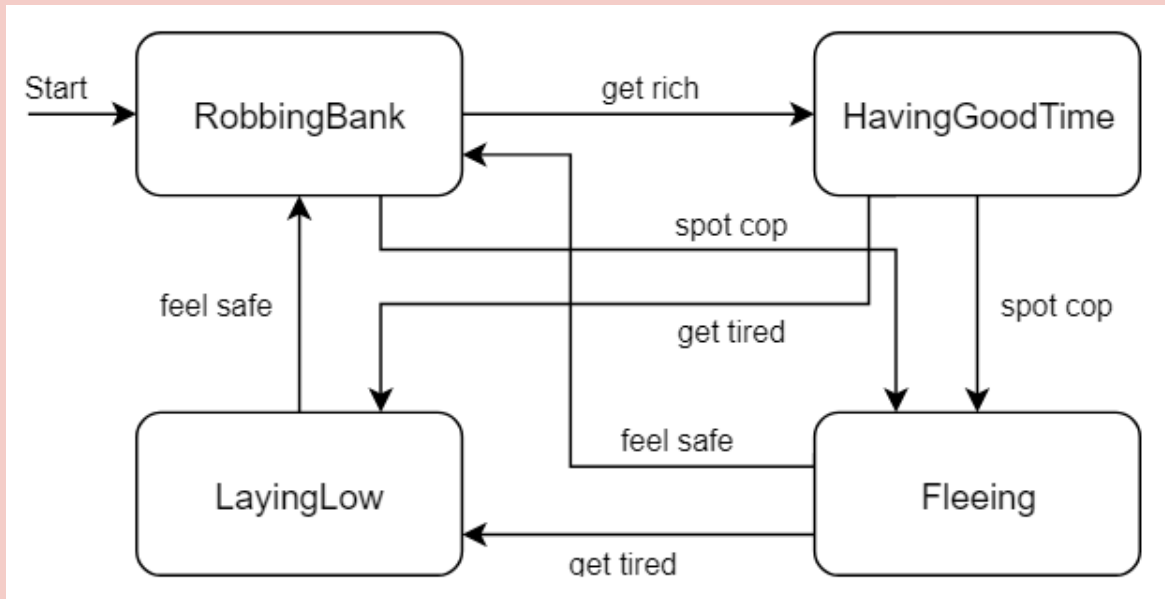 Start
RobbingBank
get rich
HavingGoodTime
spot cop
feel safe
spot cop
get tired
feel safe
LayingLow
Fleeing
get tired